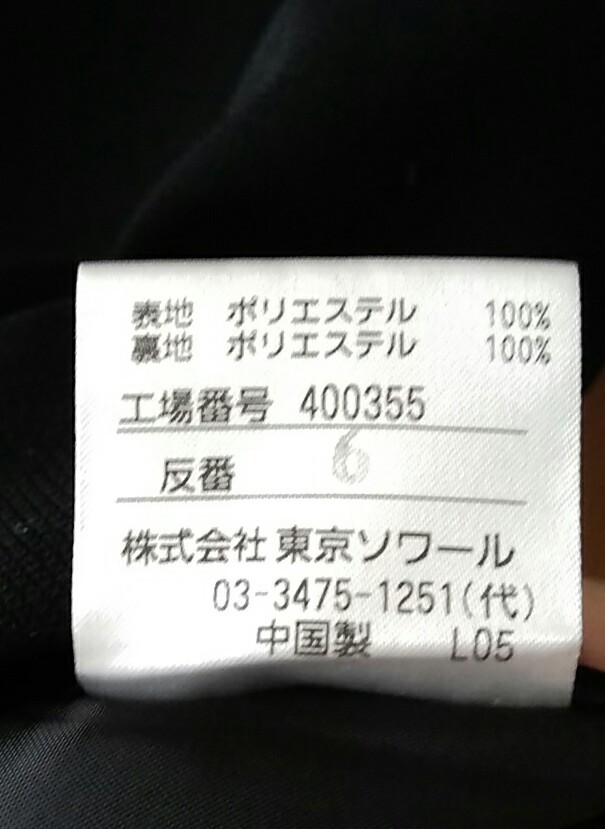 表地 ポリエステル 100%
裏地 ポリエステル 100%
工場番号 400355
反番 6
株式会社 東京ソワール
03-3475-1251(代)
中国製 L05